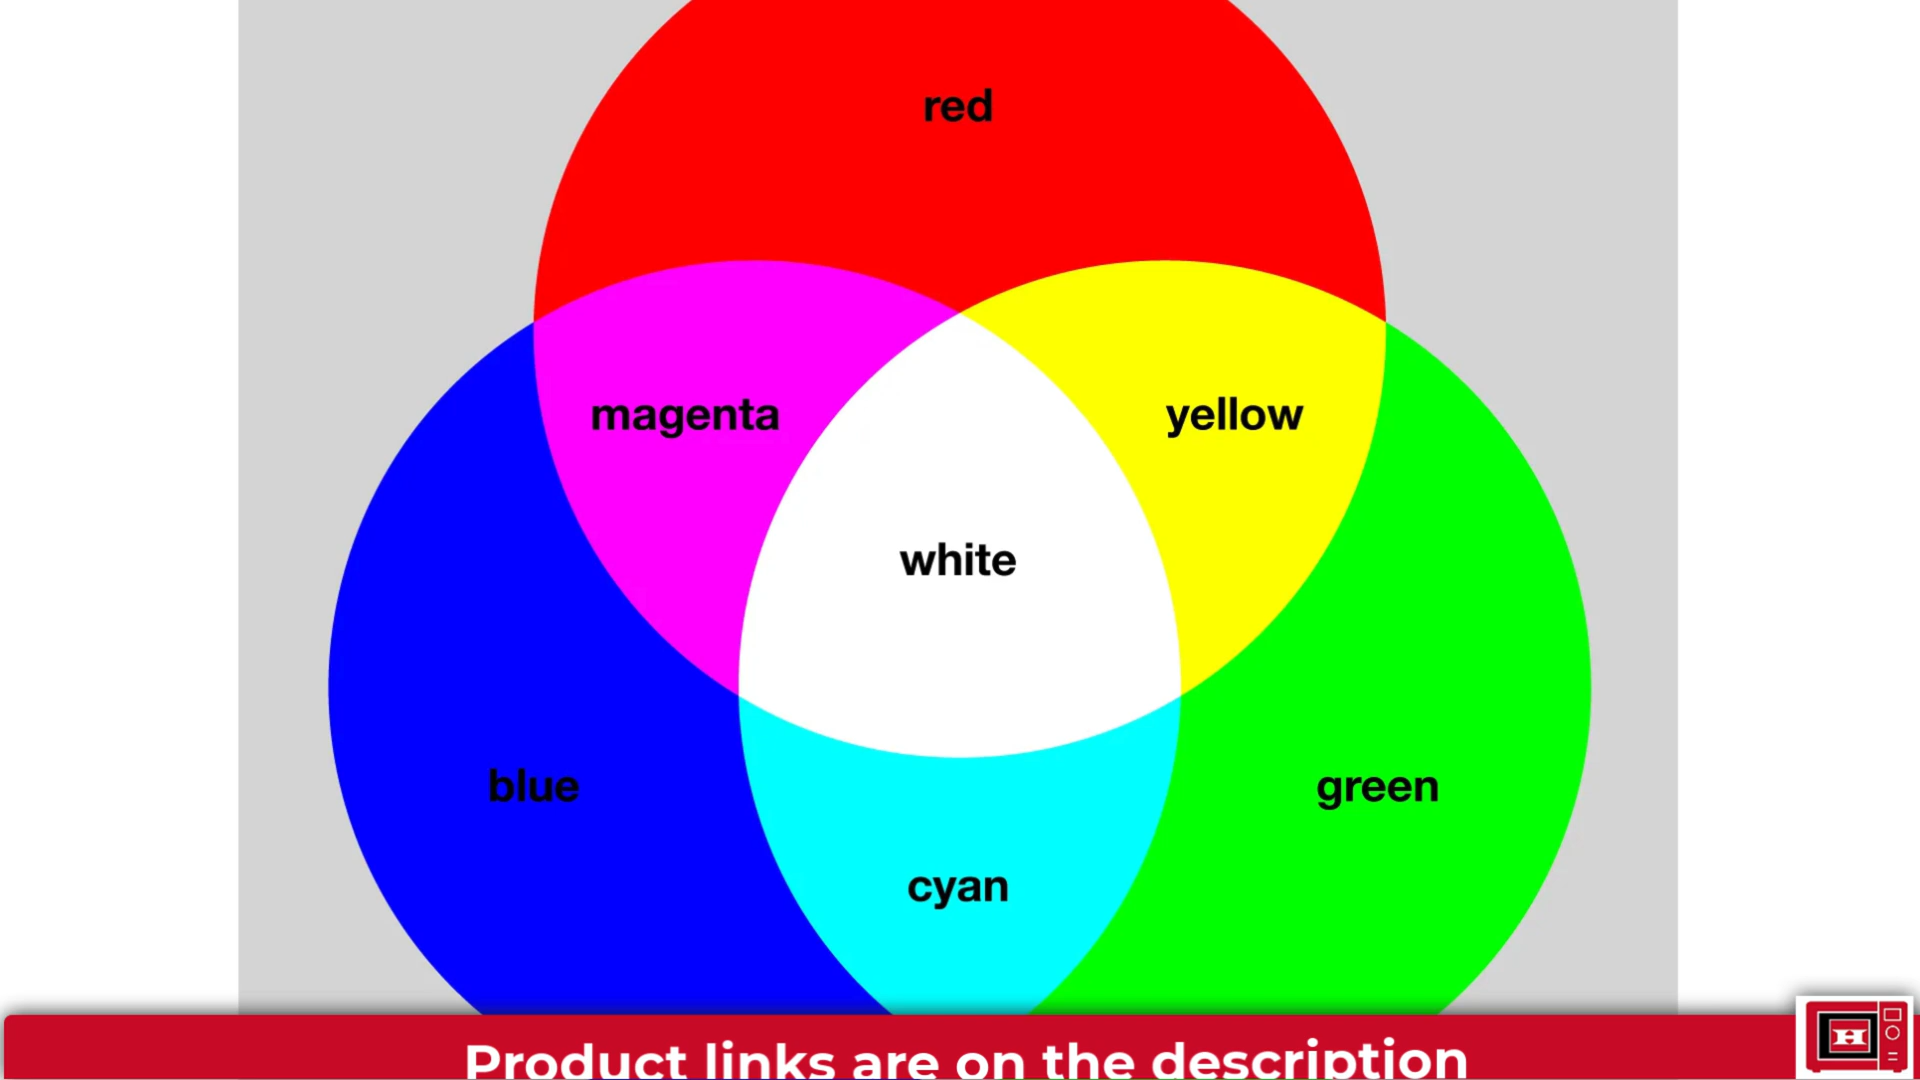 red
magenta
yellow
white
blue
green
cyan
Product links are on the description
H